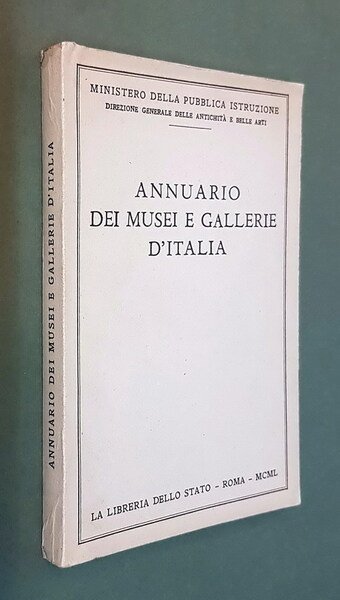 MINISTERO DELLA PUBBLICA ISTRUZIONE
DIREZIONE GENERALE DELLE ANTICHITÀ E BELLE ARTI
ANNUARIO
DEI MUSEI E GALLERIE
D'ITALIA
LA LIBRERIA DELLO STATO - ROMA - MCML
ANNUARIO DEI MUSEI E GALLERIE D'ITALIA